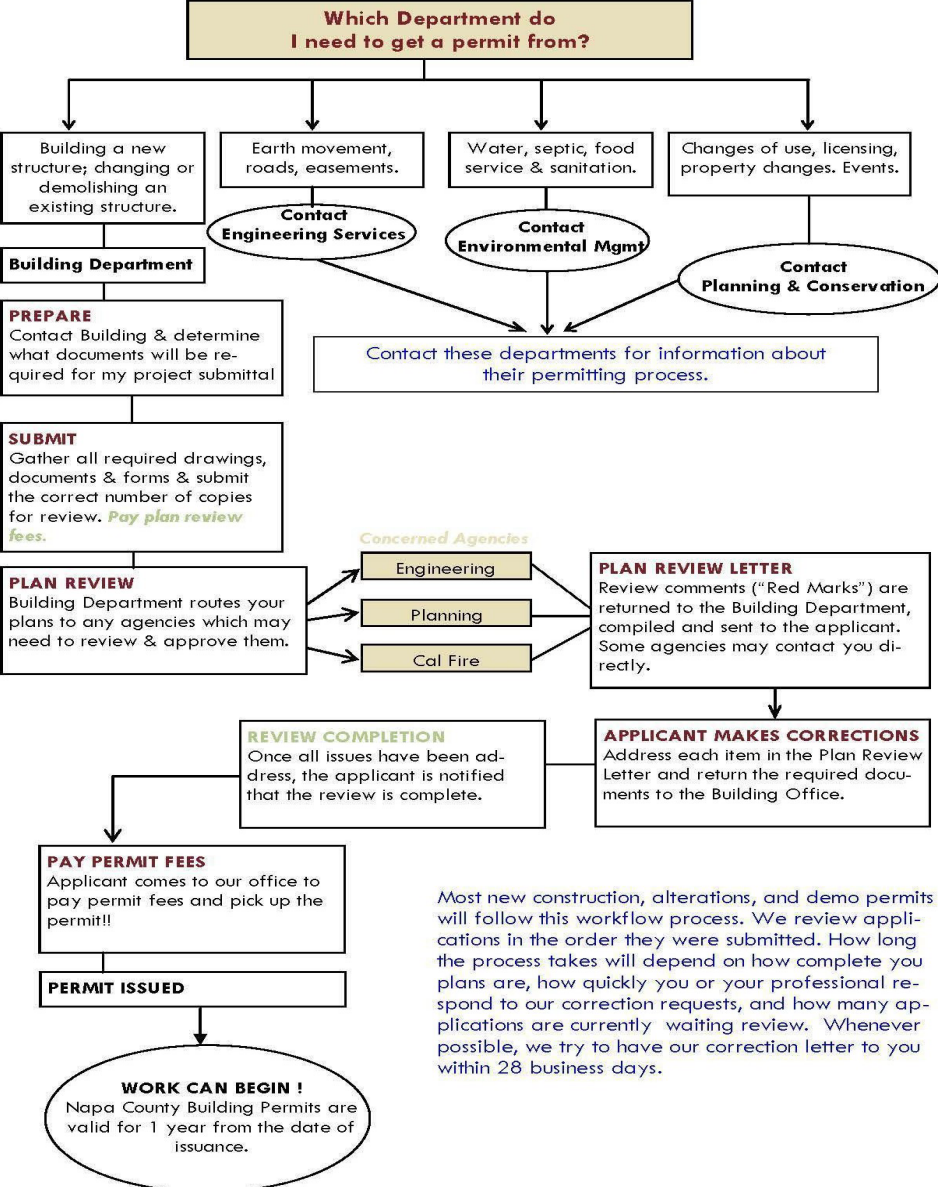 Which Department do
I need to get a permit from?
Building a new
structure; changing or
demolishing an
existing structure.
Earth movement,
roads, easements.
Water, septic, food
service & sanitation.
Changes of use, licensing,
property changes. Events.
Contact
Engineering Services
Contact
Environmental Mgmt
Contact
Planning & Conservation
Building Department
Contact these departments for information about
their permitting process.
PREPARE
Contact Building & determine
what documents will be re-
quired for my project submittal
SUBMIT
Gather all required drawings,
documents & forms & submit
the correct number of copies
for review. Pay plan review
fees.
PLAN REVIEW
Building Department routes your
plans to any agencies which may
need to review & approve them.
Concerned Agencies
Engineering
Planning
Cal Fire
PLAN REVIEW LETTER
Review comments (“Red Marks”) are
returned to the Building Department,
compiled and sent to the applicant.
Some agencies may contact you di-
rectly.
APPLICANT MAKES CORRECTIONS
Address each item in the Plan Review
Letter and return the required docu-
ments to the Building Office.
REVIEW COMPLETION
Once all issues have been ad-
dress, the applicant is notified
that the review is complete.
PAY PERMIT FEES
Applicant comes to our office to
pay permit fees and pick up the
permit!!
PERMIT ISSUED
WORK CAN BEGIN !
Napa County Building Permits are
valid for 1 year from the date of
issuance.
Most new construction, alterations, and demo permits
will follow this workflow process. We review appli-
cations in the order they were submitted. How long
the process takes will depend on how complete you
plans are, how quickly you or your professional re-
spond to our correction requests, and how many ap-
plications are currently waiting review. Whenever
possible, we try to have our correction letter to you
within 28 business days.